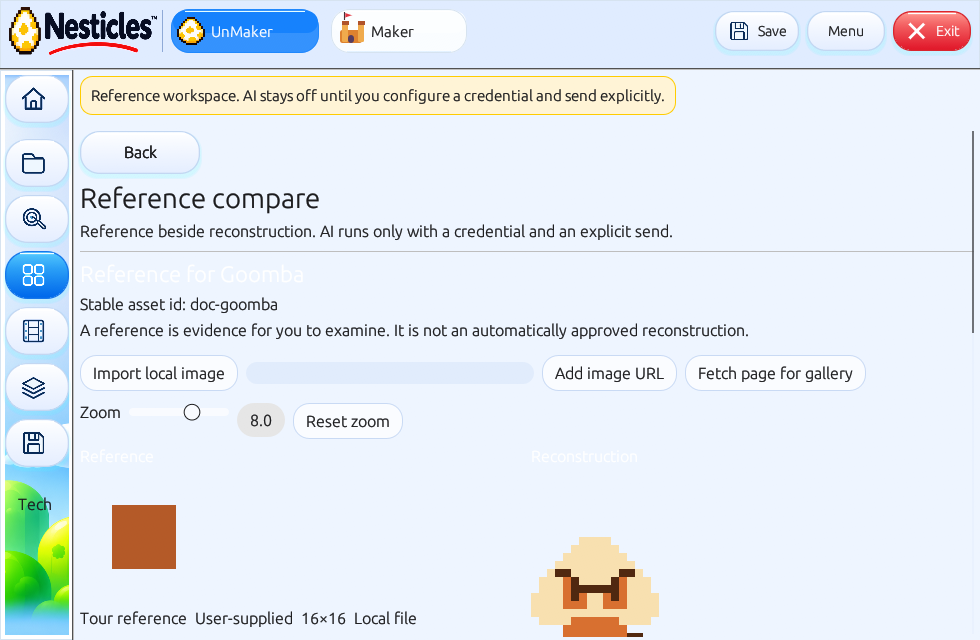 Nesticles™
UnMaker
Maker
Save
Menu
Exit
Reference workspace. AI stays off until you configure a credential and send explicitly.
Back
Reference compare
Reference beside reconstruction. AI runs only with a credential and an explicit send.
Reference for Goomba
Stable asset id: doc-goomba
A reference is evidence for you to examine. It is not an automatically approved reconstruction.
Import local image
Add image URL
Fetch page for gallery
Zoom
8.0
Reset zoom
Reference
Reconstruction
Tech
Tour reference User-supplied 16×16 Local file